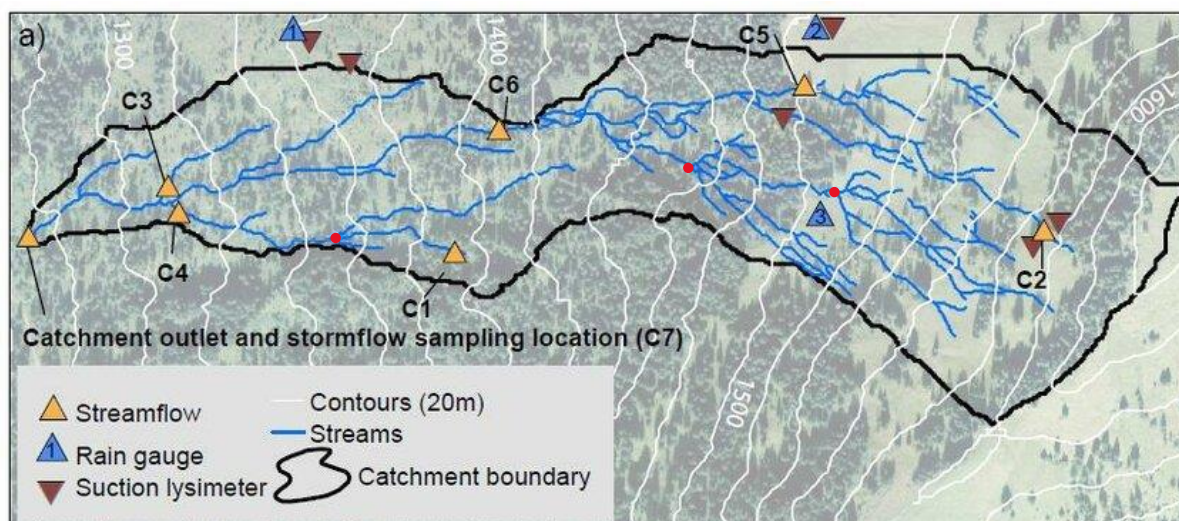 a)
1
2
1300
1400
C5
C6
C3
1600
3
C4
C2
C1
Catchment outlet and stormflow sampling location (C7)
1500
Streamflow
Contours (20m)
Streams
1
Rain gauge
Catchment boundary
Suction lysimeter